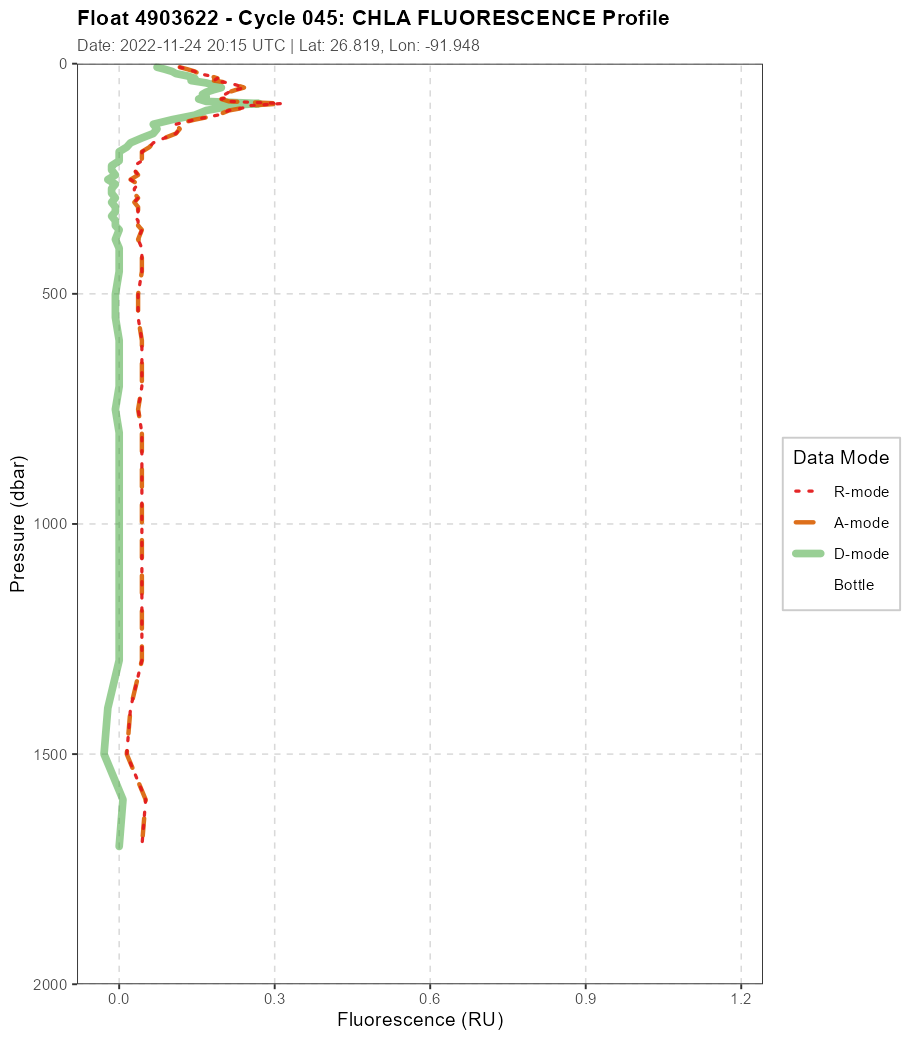 Float 4903622 - Cycle 045: CHLA FLUORESCENCE Profile
Date: 2022-11-24 20:15 UTC | Lat: 26.819, Lon: -91.948
0
500
1000
1500
2000
Pressure (dbar)
0.0
0.3
0.6
0.9
1.2
Fluorescence (RU)
Data Mode
R-mode
A-mode
D-mode
Bottle